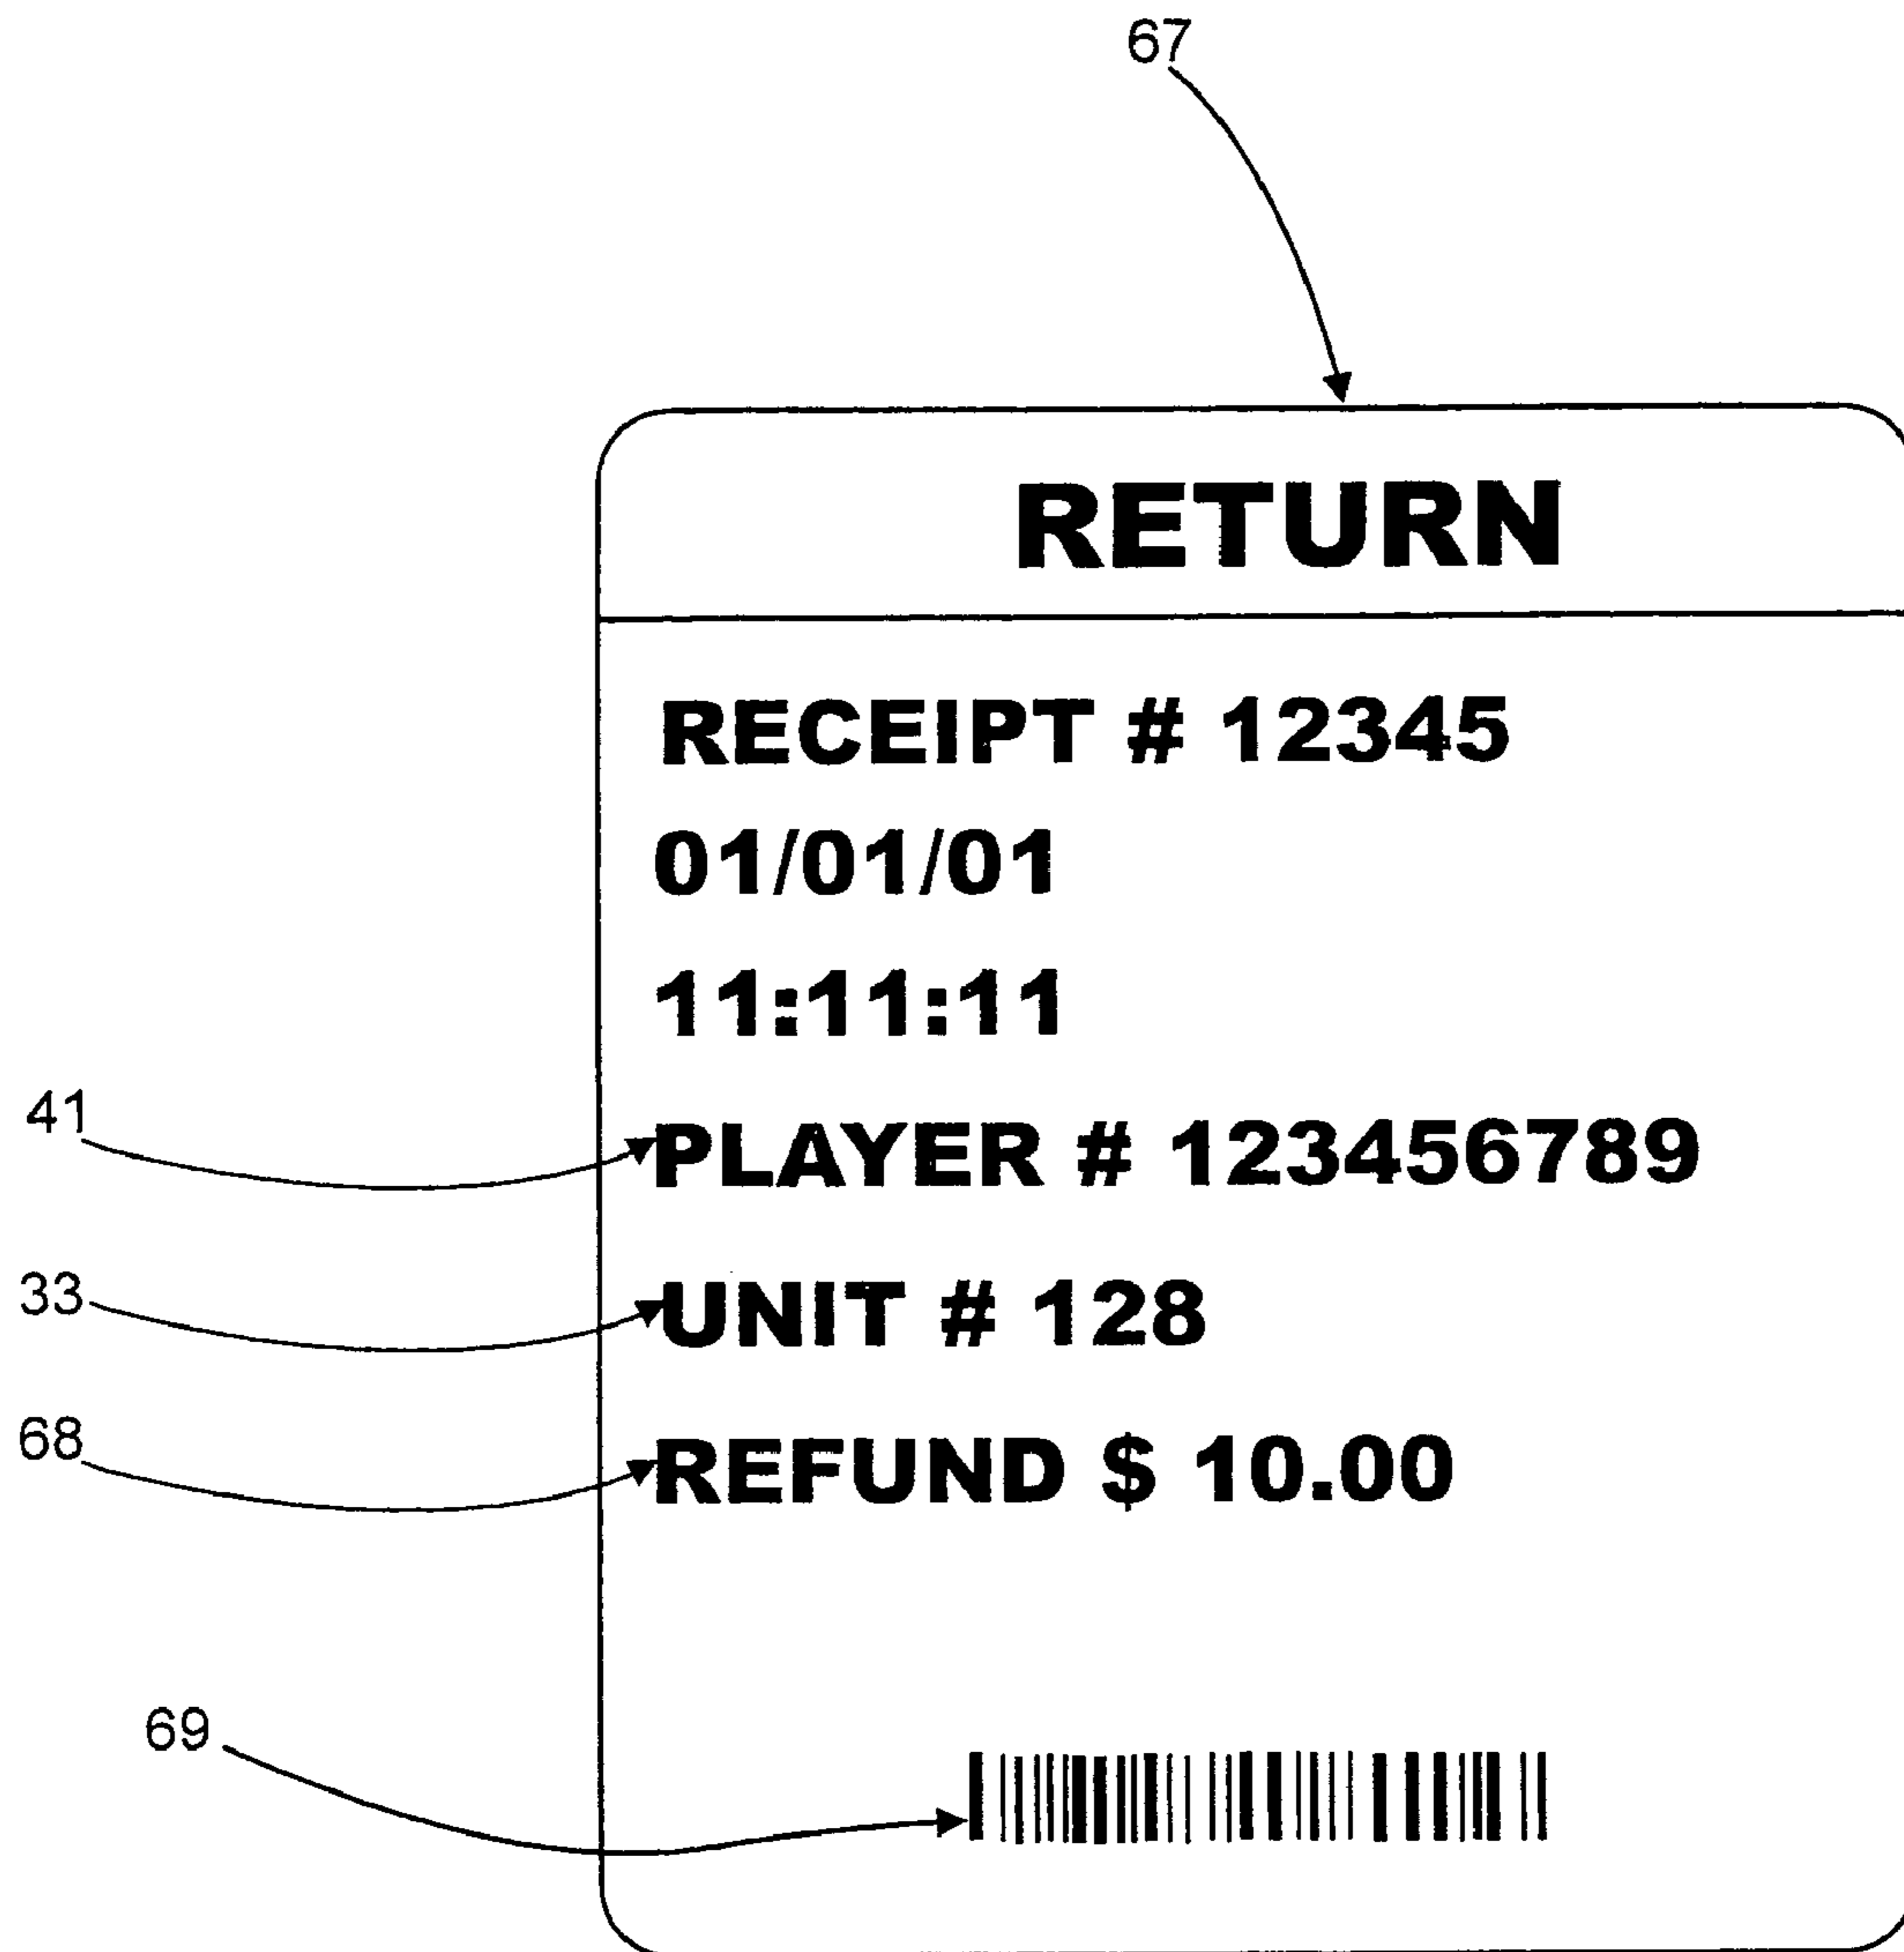 67
RETURN
RECEIPT # 12345
01/01/01
11:11:11
41
PLAYER # 123456789
33
UNIT # 128
68
REFUND $ 10.00
69